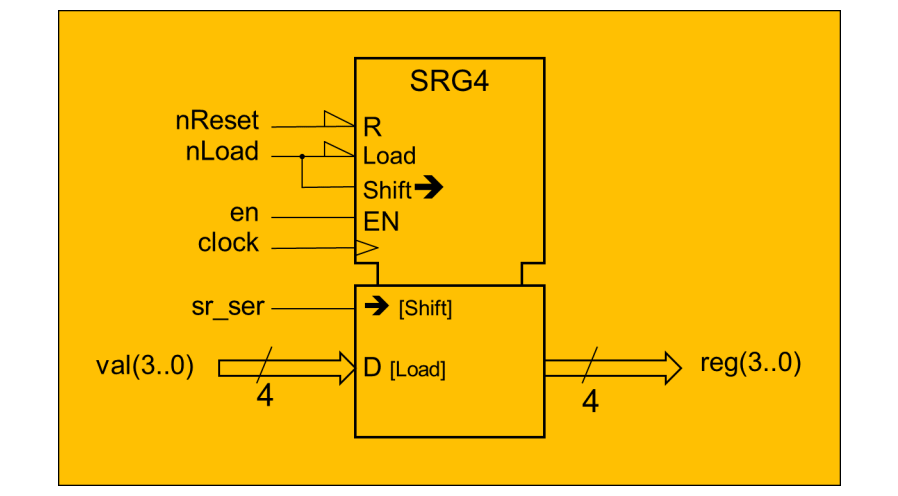 SRG4
nReset
R
nLoad
Load
Shift
en
EN
clock
sr_ser
[Shift]
val(3..0)
4
D [Load]
4
reg(3..0)